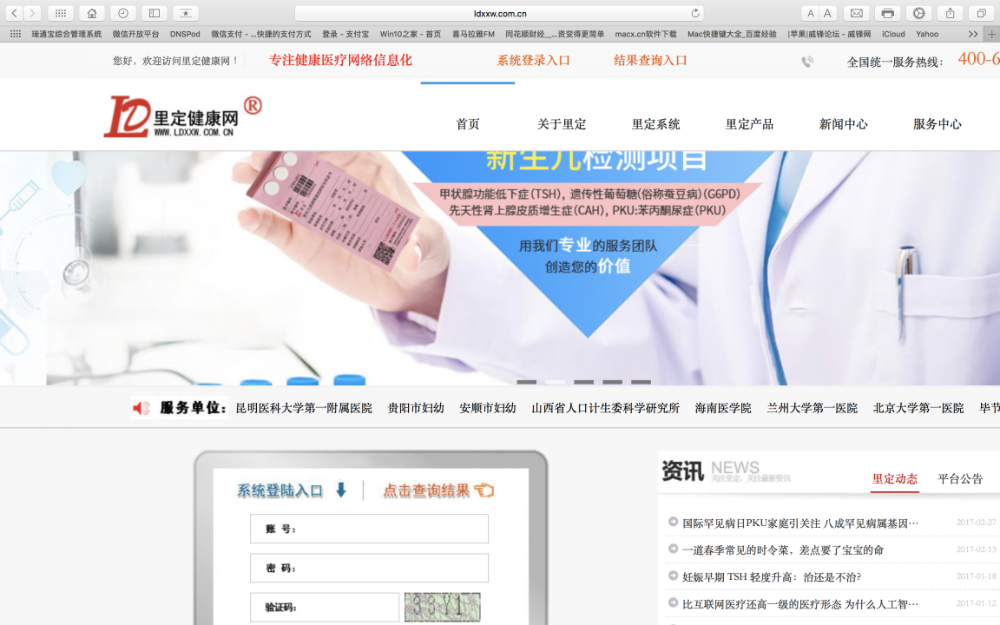 ldxxw.com.cn
A A
瑞通宝综合管理系统 微信开放平台 DNSPod 微信支付 - ...快捷的支付方式 登录 - 支付宝 Win10之家 - 首页 喜马拉雅FM 同花顺财经__...资变得更简单 macx.cn软件下载 Mac快捷键大全_百度经验 |苹果|威锋论坛 - 威锋网 iCloud Yahoo
您好，欢迎访问里定健康网！ 专注健康医疗网络信息化 系统登录入口 结果查询入口 全国统一服务热线： 400-6
LD 里定健康网 ®
WWW. LDXXW. COM. CN
首页 关于里定 里定系统 里定产品 新闻中心 服务中心
新生儿检测项目
甲状腺功能低下症(TSH)，遗传性葡萄糖(俗称蚕豆病)(G6PD)
先天性肾上腺皮质增生症(CAH)，PKU:苯丙酮尿症(PKU)
用我们专业的服务团队
创造您的价值
服务单位： 昆明医科大学第一附属医院 贵阳市妇幼 安顺市妇幼 山西省人口计生委科学研究所 海南医学院 兰州大学第一医院 北京大学第一医院 毕节
系统登陆入口 点击查询结果
账 号：
密 码：
验证码: 38Y1
资讯 NEWS
关注里定、关注最新资讯
里定动态 平台公告
国际罕见病日PKU家庭引关注 八成罕见病属基因… 2017-02-27
一道春季常见的时令菜，差点要了宝宝的命 2017-02-13
妊娠早期 TSH 轻度升高：治还是不治? 2017-01-18
比互联网医疗还高一级的医疗形态 为什么人工智… 2017-01-12